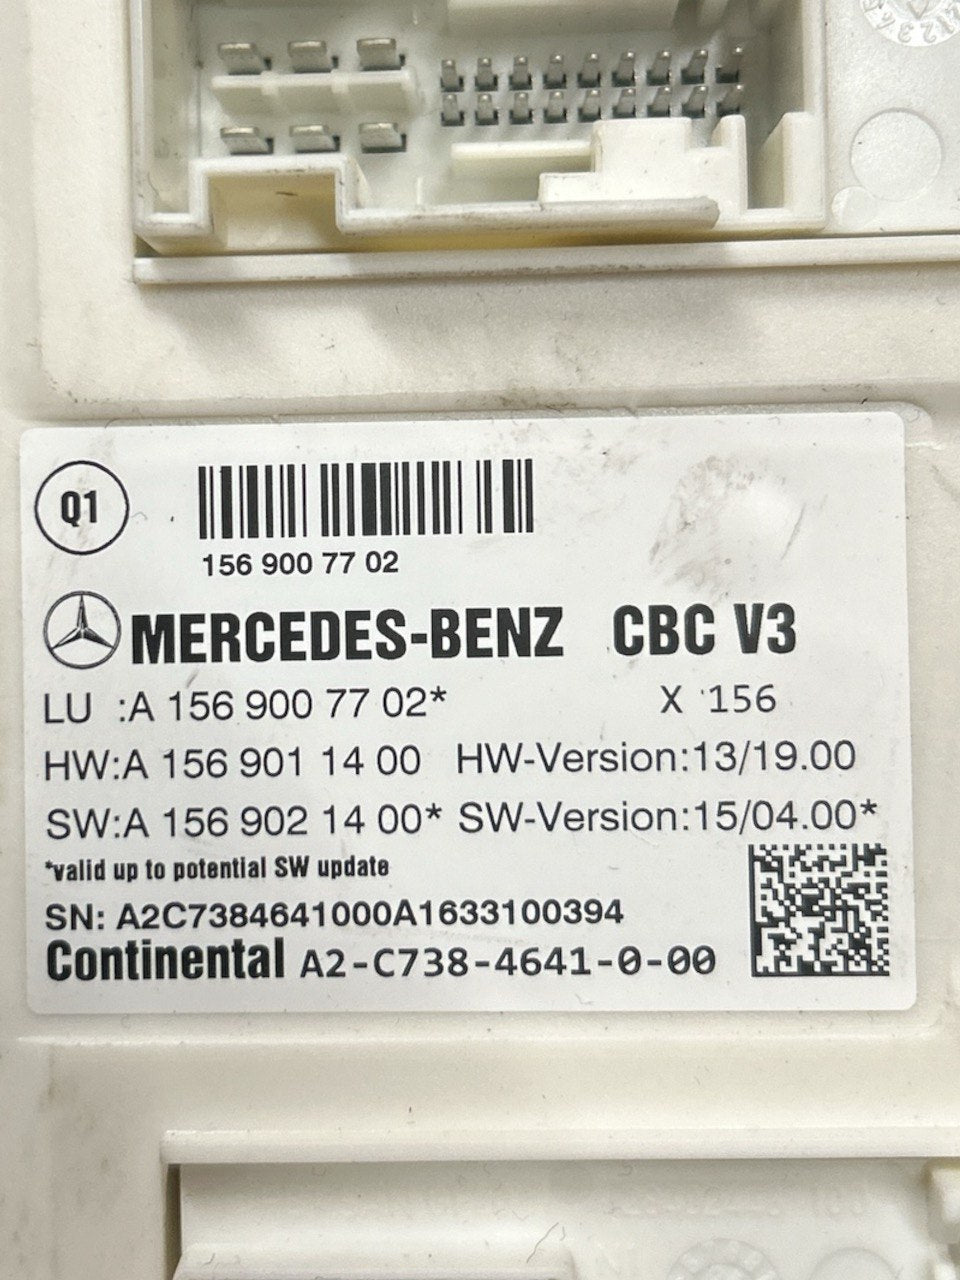 Q1
156 900 77 02
MERCEDES-BENZ CBC V3
LU :A 156 900 77 02* X 156
HW:A 156 901 14 00 HW-Version:13/19.00
SW:A 156 902 14 00* SW-Version:15/04.00*
*valid up to potential SW update
SN: A2C7384641000A1633100394
Continental A2-C738-4641-0-00